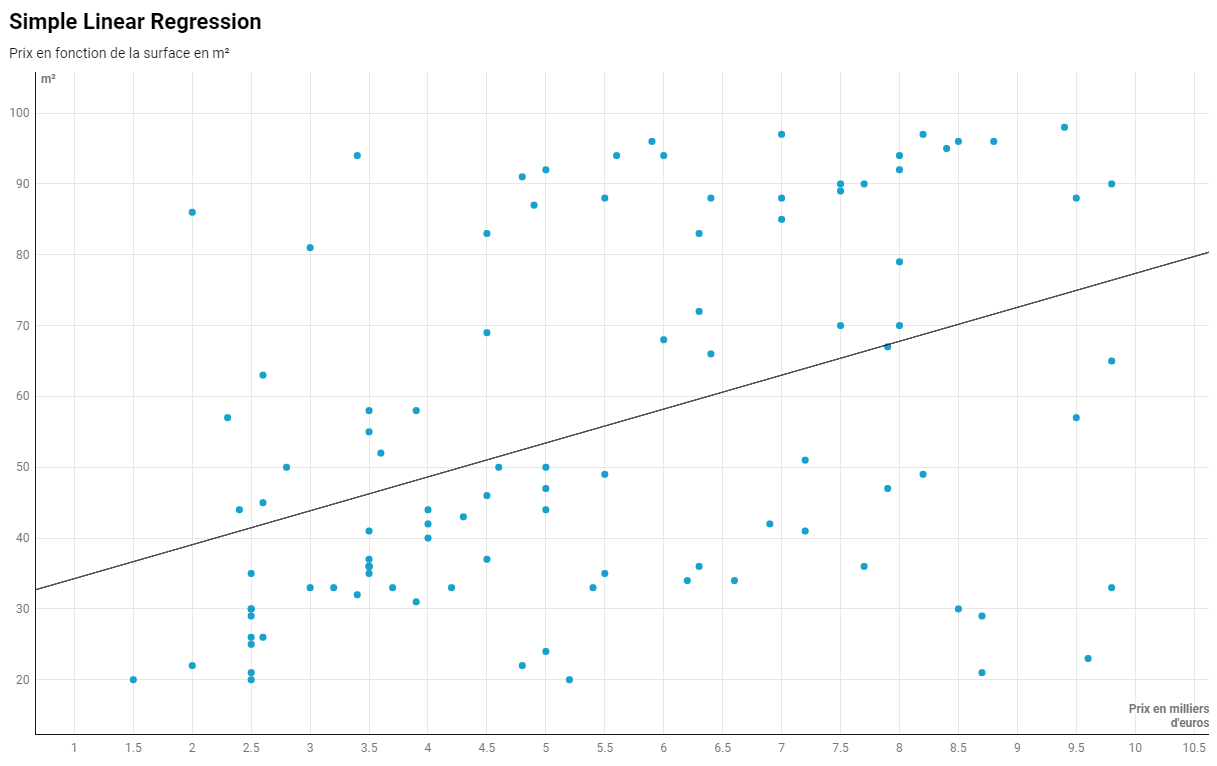 Simple Linear Regression
Prix en fonction de la surface en m²
m²
100
90
80
70
60
50
40
30
20
Prix en milliers
d'euros
1 1.5 2 2.5 3 3.5 4 4.5 5 5.5 6 6.5 7 7.5 8 8.5 9 9.5 10 10.5